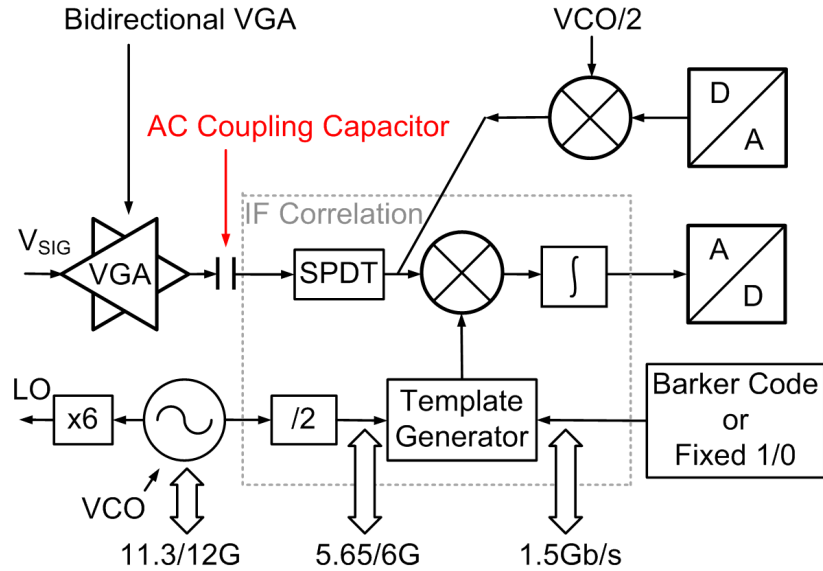 Bidirectional VGA
VCO/2
D
A
AC Coupling Capacitor
IF Correlation
V_SIG
VGA
SPDT
∫
A
D
LO
x6
/2
Template
Generator
Barker Code
or
Fixed 1/0
VCO
11.3/12G
5.65/6G
1.5Gb/s